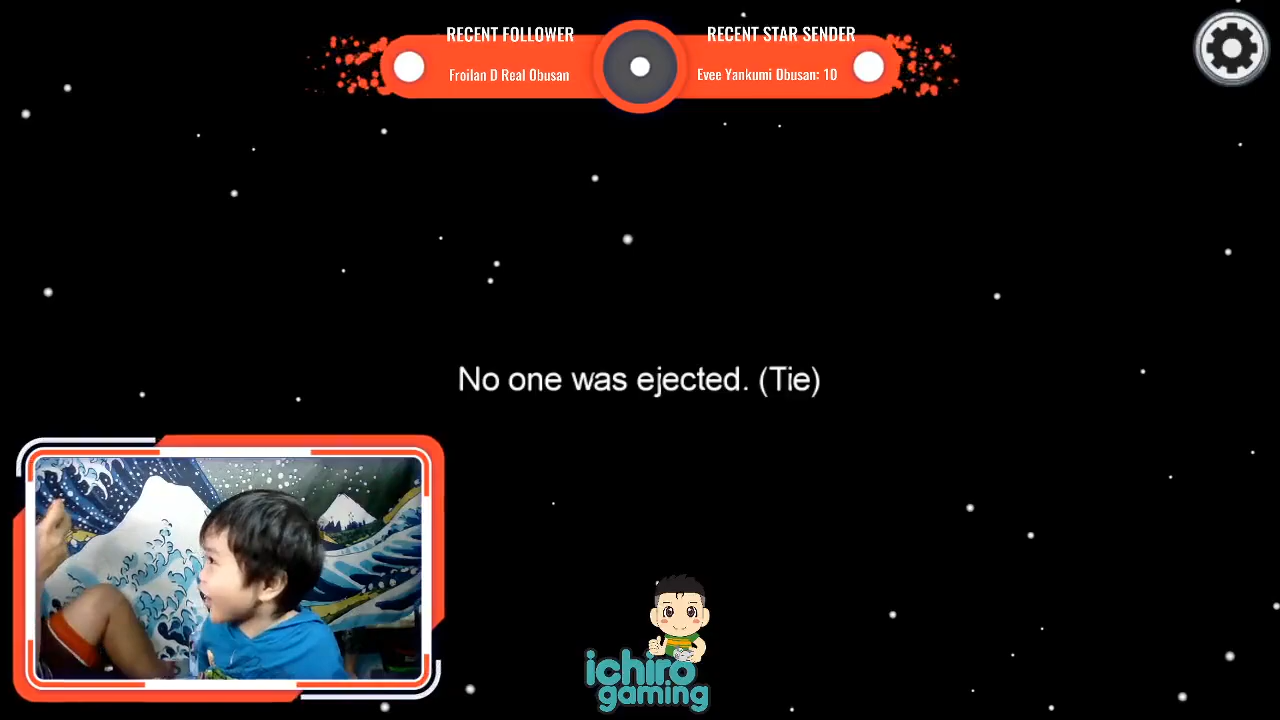 RECENT FOLLOWER
Froilan D Real Obusan
RECENT STAR SENDER
Evee Yankumi Obusan: 10
No one was ejected. (Tie)
ichiro
gaming